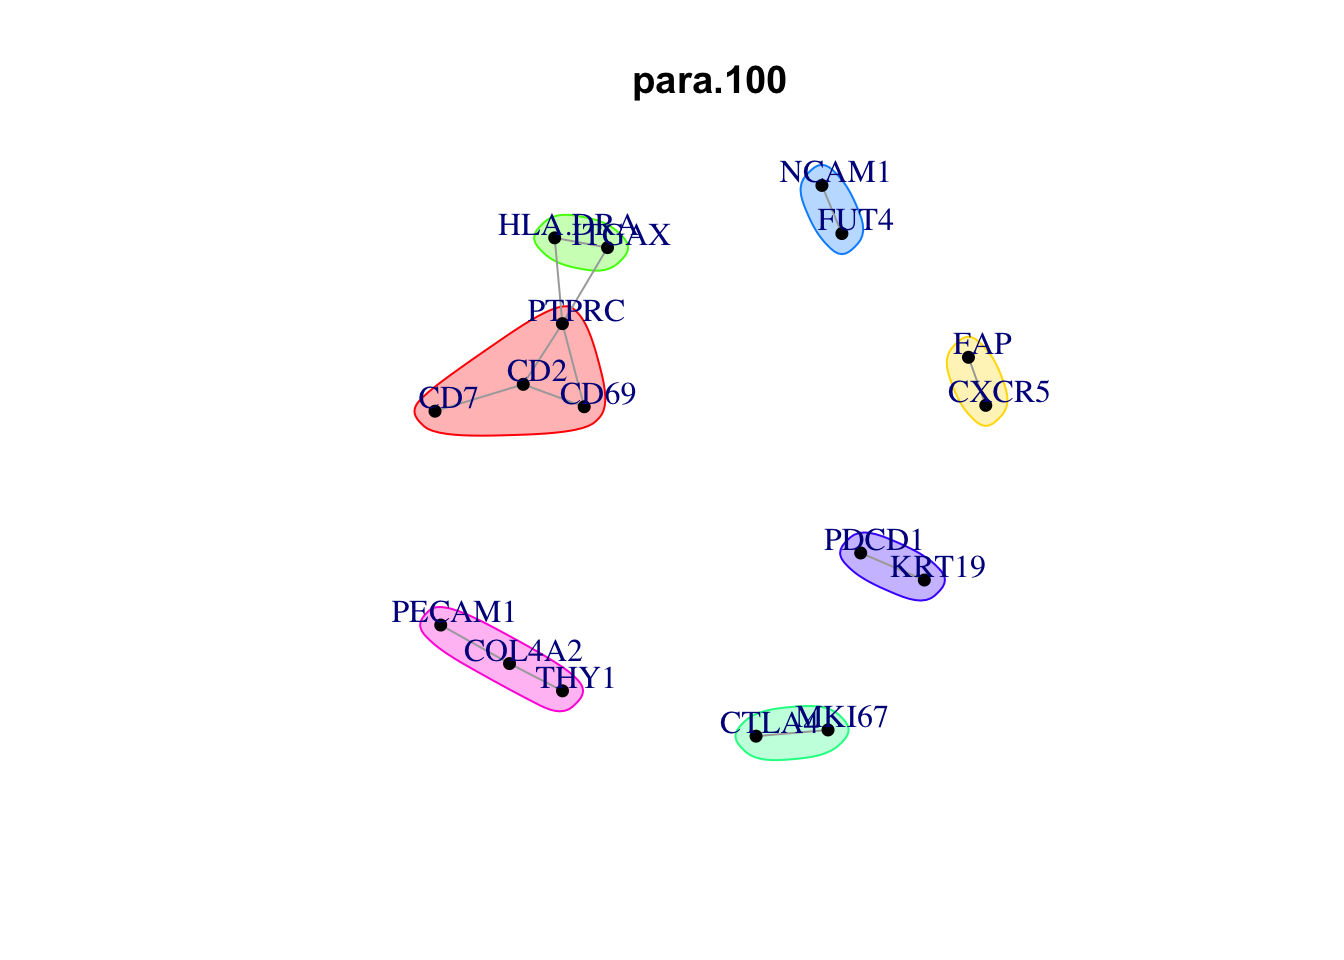 para.100
NCAM1
FUT4
HLA.DRA
ITGAX
PTPRC
CD2
CD7
CD69
FAP
CXCR5
PDCD1
KRT19
PECAM1
COL4A2
THY1
CTLA4
MKI67